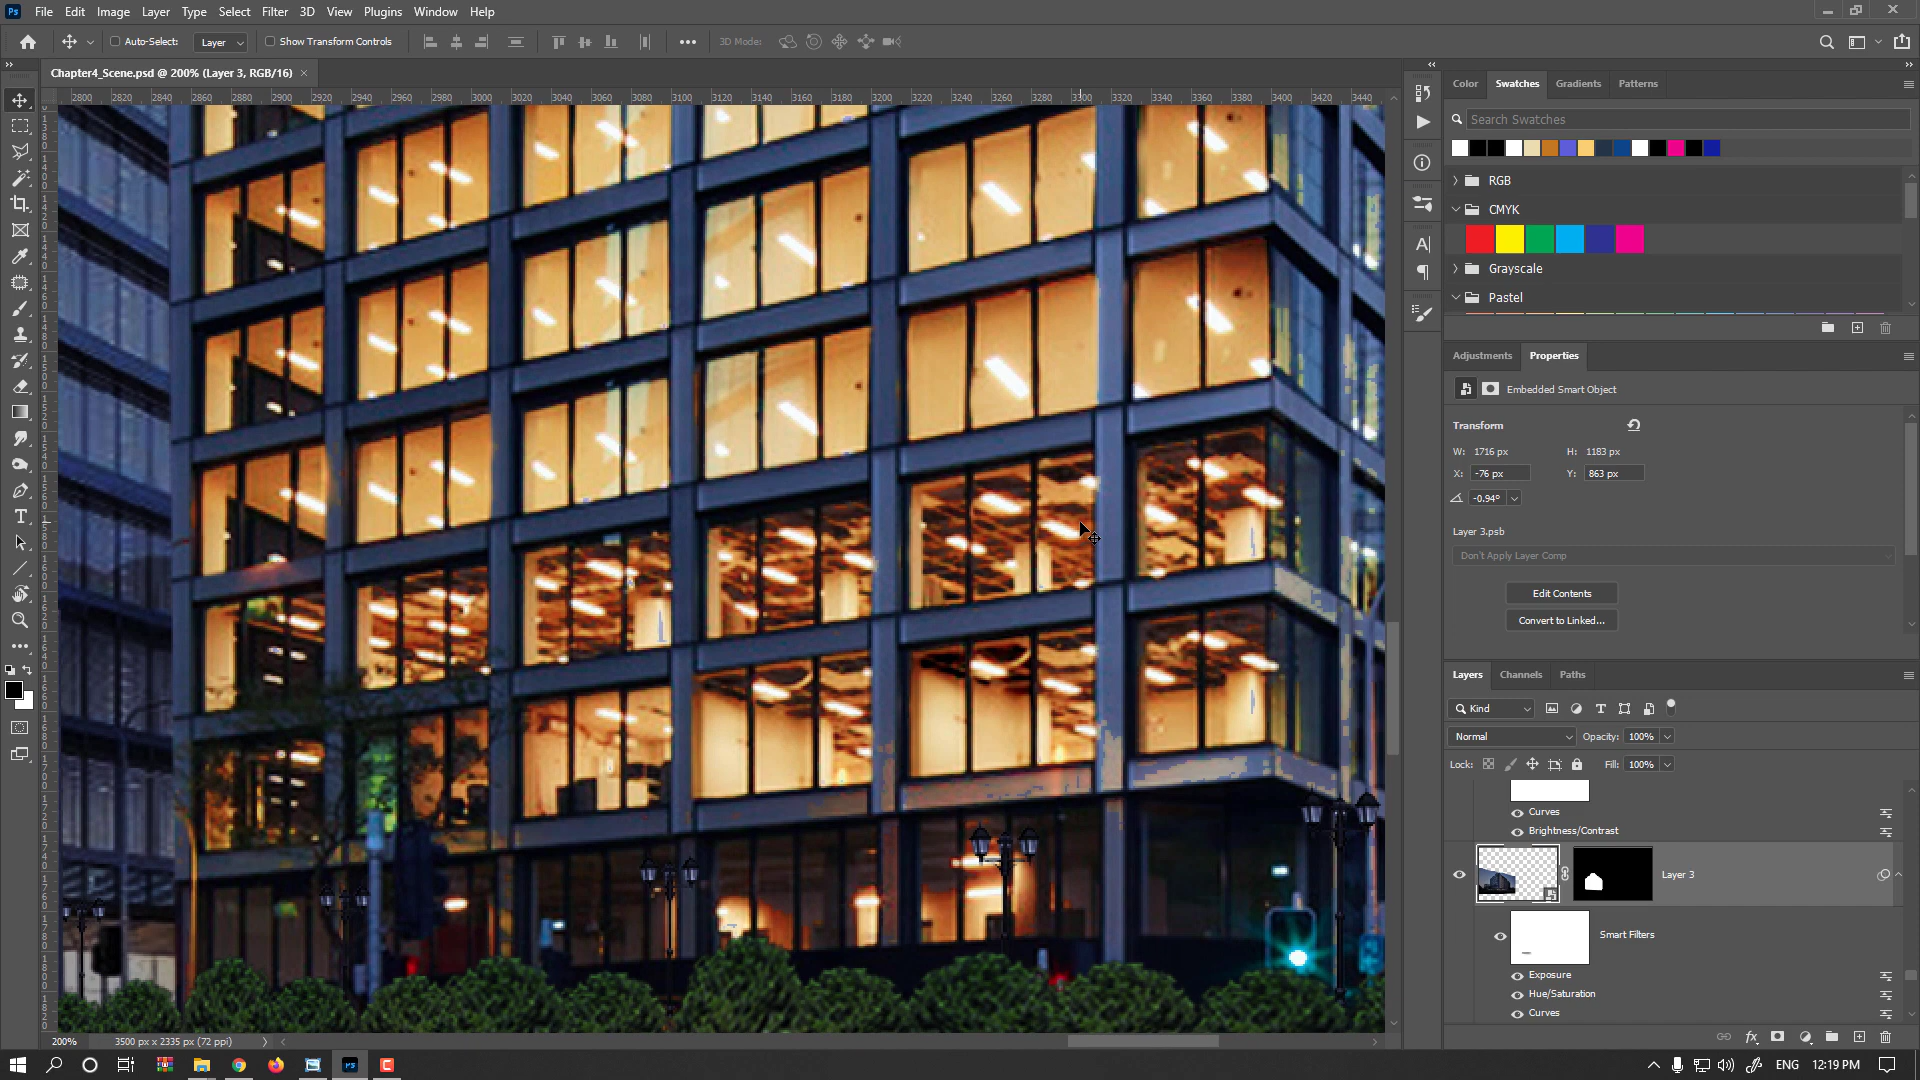 Ps File Edit Image Layer Type Select Filter 3D View Plugins Window Help
Auto-Select: Layer Show Transform Controls 3D Mode:
Chapter4_Scene.psd @ 200% (Layer 3, RGB/16) ×
2800 2820 2840 2860 2880 2900 2920 2940 2960 2980 3000 3020 3040 3060 3080 3100 3120 3140 3160 3180 3200 3220 3240 3260 3280 3300 3320 3340 3360 3380 3400 3420 3440
Color Swatches Gradients Patterns
Search Swatches
RGB
CMYK
Grayscale
Pastel
Adjustments Properties
Embedded Smart Object
Transform
W: 1716 px H: 1183 px
X: -76 px Y: 863 px
-0.94°
Layer 3.psb
Don't Apply Layer Comp
Edit Contents
Convert to Linked...
Layers Channels Paths
Kind
Normal Opacity: 100%
Lock: Fill: 100%
Curves
Brightness/Contrast
Layer 3
Smart Filters
Exposure
Hue/Saturation
Curves
200% 3500 px x 2335 px (72 ppi)
ENG 12:19 PM